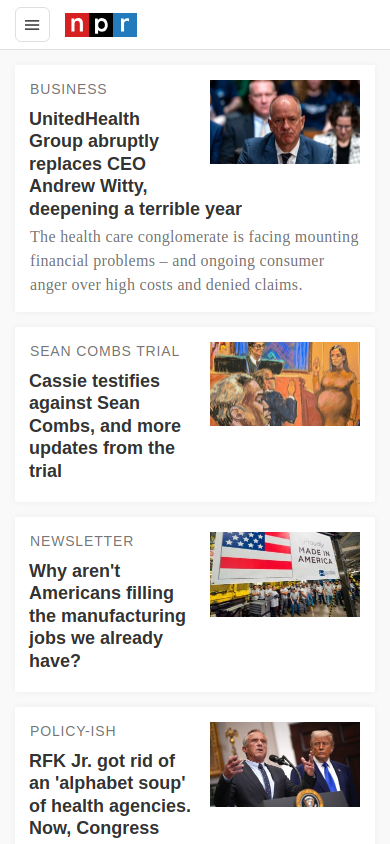 npr
BUSINESS
UnitedHealth
Group abruptly
replaces CEO
Andrew Witty,
deepening a terrible year
The health care conglomerate is facing mounting
financial problems – and ongoing consumer
anger over high costs and denied claims.
SEAN COMBS TRIAL
Cassie testifies
against Sean
Combs, and more
updates from the
trial
NEWSLETTER
Why aren't
Americans filling
the manufacturing
jobs we already
have?
proudly
MADE IN
AMERICA
POLICY-ISH
RFK Jr. got rid of
an 'alphabet soup'
of health agencies.
Now, Congress